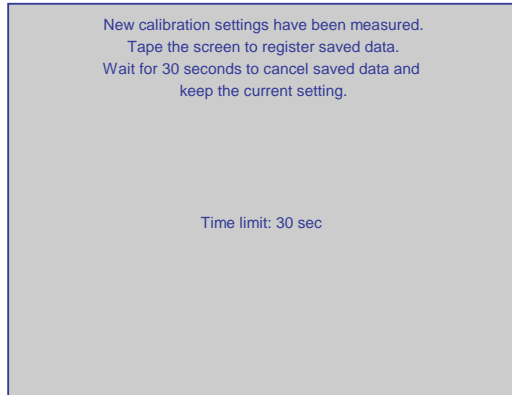 New calibration settings have been measured.
Tape the screen to register saved data.
Wait for 30 seconds to cancel saved data and
keep the current setting.
Time limit: 30 sec